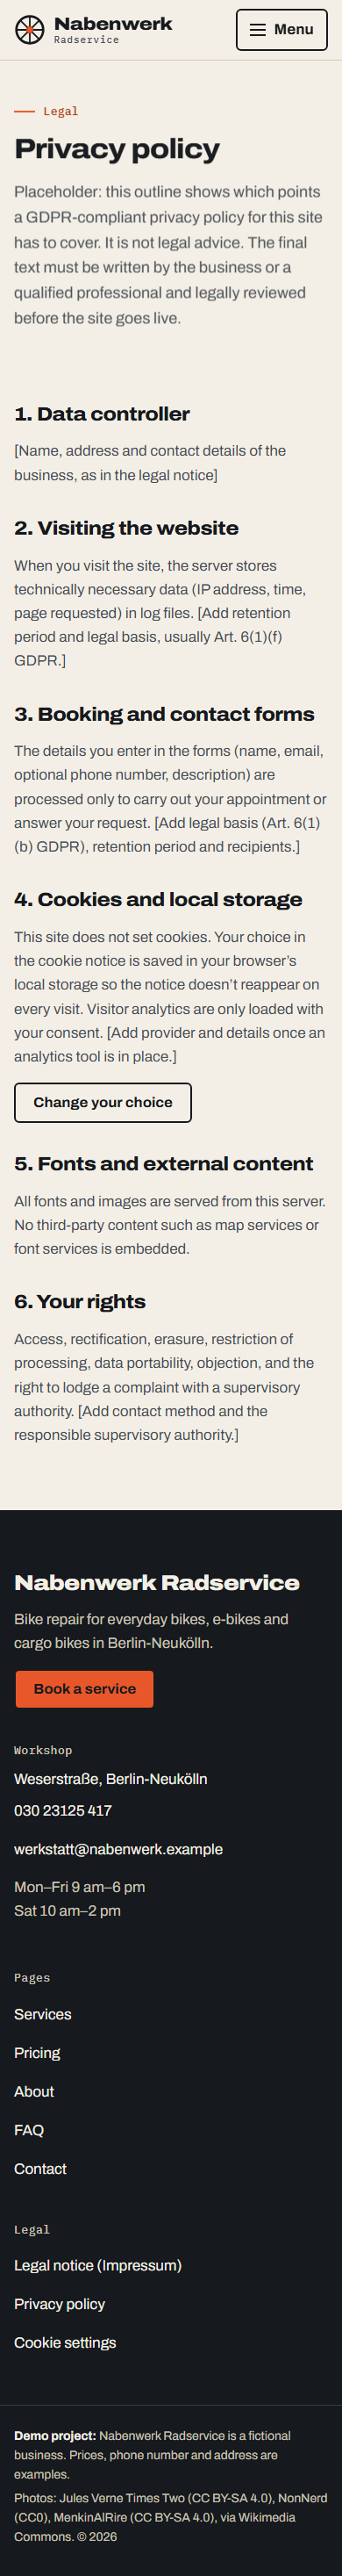 Nabenwerk
Radservice
Menu
Legal
Privacy policy
Placeholder: this outline shows which points
a GDPR-compliant privacy policy for this site
has to cover. It is not legal advice. The final
text must be written by the business or a
qualified professional and legally reviewed
before the site goes live.
1. Data controller
[Name, address and contact details of the
business, as in the legal notice]
2. Visiting the website
When you visit the site, the server stores
technically necessary data (IP address, time,
page requested) in log files. [Add retention
period and legal basis, usually Art. 6(1)(f)
GDPR.]
3. Booking and contact forms
The details you enter in the forms (name, email,
optional phone number, description) are
processed only to carry out your appointment or
answer your request. [Add legal basis (Art. 6(1)
(b) GDPR), retention period and recipients.]
4. Cookies and local storage
This site does not set cookies. Your choice in
the cookie notice is saved in your browser’s
local storage so the notice doesn’t reappear on
every visit. Visitor analytics are only loaded with
your consent. [Add provider and details once an
analytics tool is in place.]
Change your choice
5. Fonts and external content
All fonts and images are served from this server.
No third-party content such as map services or
font services is embedded.
6. Your rights
Access, rectification, erasure, restriction of
processing, data portability, objection, and the
right to lodge a complaint with a supervisory
authority. [Add contact method and the
responsible supervisory authority.]
Nabenwerk Radservice
Bike repair for everyday bikes, e-bikes and
cargo bikes in Berlin-Neukölln.
Book a service
Workshop
Weserstraße, Berlin-Neukölln
030 23125 417
werkstatt@nabenwerk.example
Mon–Fri 9 am–6 pm
Sat 10 am–2 pm
Pages
Services
Pricing
About
FAQ
Contact
Legal
Legal notice (Impressum)
Privacy policy
Cookie settings
Demo project: Nabenwerk Radservice is a fictional
business. Prices, phone number and address are
examples.
Photos: Jules Verne Times Two (CC BY-SA 4.0), NonNerd
(CC0), MenkinAlRire (CC BY-SA 4.0), via Wikimedia
Commons. © 2026